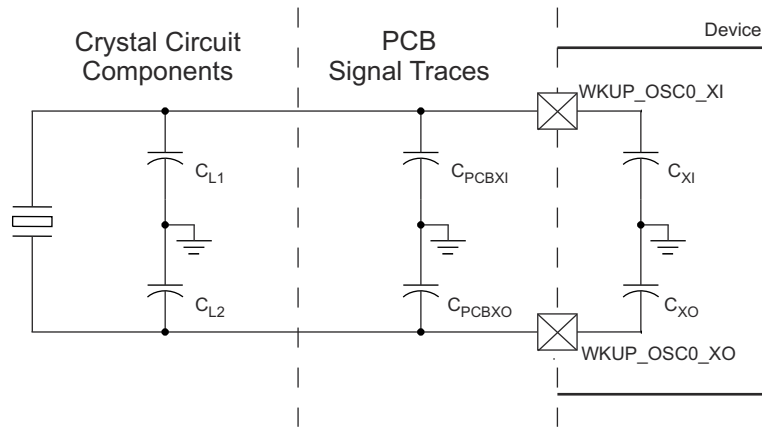 Crystal Circuit
Components
PCB
Signal Traces
Device
WKUP_OSC0_XI
CL1
CPCBXI
CXI
CL2
CPCBXO
CXO
WKUP_OSC0_XO